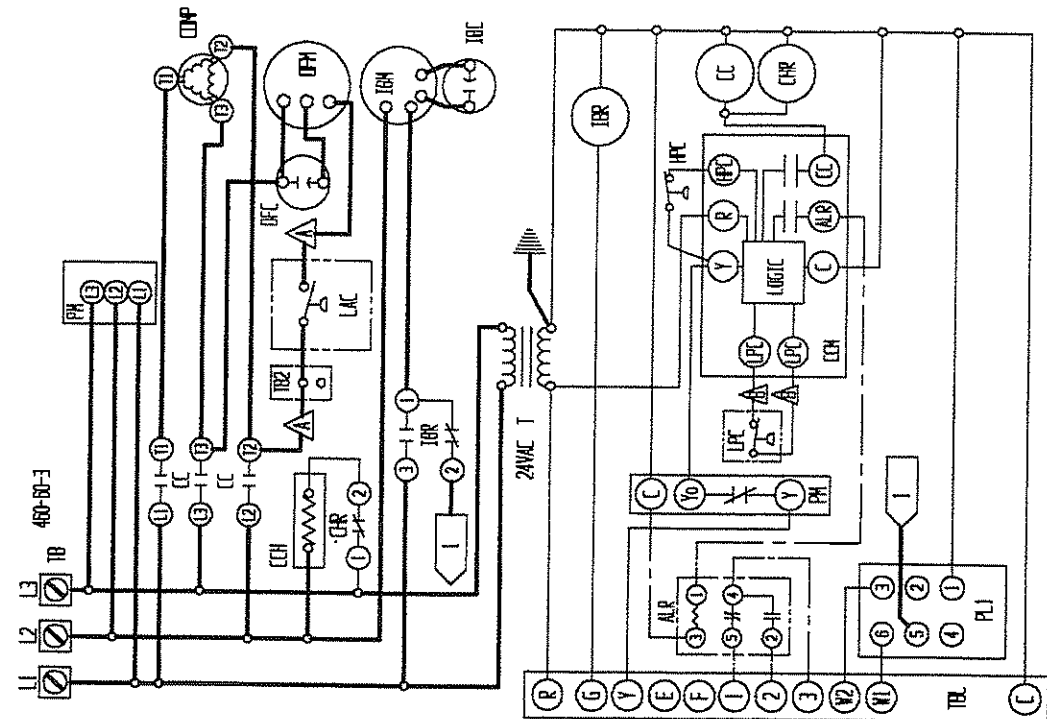 460-60-3
L1 L2 L3 TB
PM
L3
L2
L1
COMP
T1
T2
T3
OFM
OFC
IBM
IBC
L1 T1
CC
L3 T3
CC
L2 T2
A
TB2
LAC
A
CCH
CHR
1 2
3 1
IBR
2
1
24VAC T
IBR
CC
CHR
HPC
HPC
R
Y
CC
ALR
LOGIC
C
LPC
LPC
CCM
LPC
C
Yo
Y
PM
ALR
3 1
5 4
2
1
6 3
5 2
4 1
PL1
R
G
Y
E
F
1
2
3
W2
W1
TBL
C